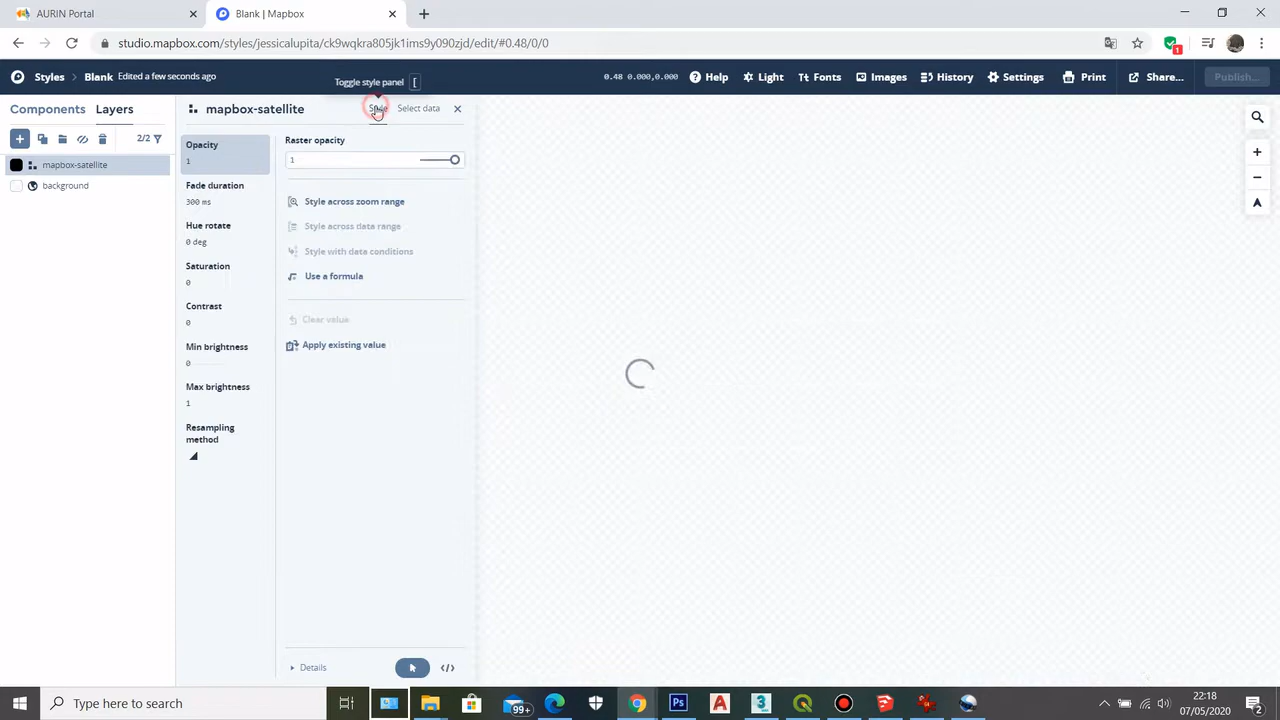 AURIN Portal
Blank | Mapbox
studio.mapbox.com/styles/jessicalupita/ck9wqkra805jk1ims9y090zjd/edit/#0.48/0/0
1
Styles
Blank
Edited a few seconds ago
0.48 0.000,0.000
Help
Light
Fonts
Images
History
Settings
Print
Share...
Publish...
Toggle style panel [
Components
Layers
mapbox-satellite
Style
Select data
2/2
mapbox-satellite
background
Opacity
1
Fade duration
300 ms
Hue rotate
0 deg
Saturation
0
Contrast
0
Min brightness
0
Max brightness
1
Resampling
method
Raster opacity
1
Style across zoom range
Style across data range
Style with data conditions
Use a formula
Clear value
Apply existing value
Details
Type here to search
99+
22:18
07/05/2020
2